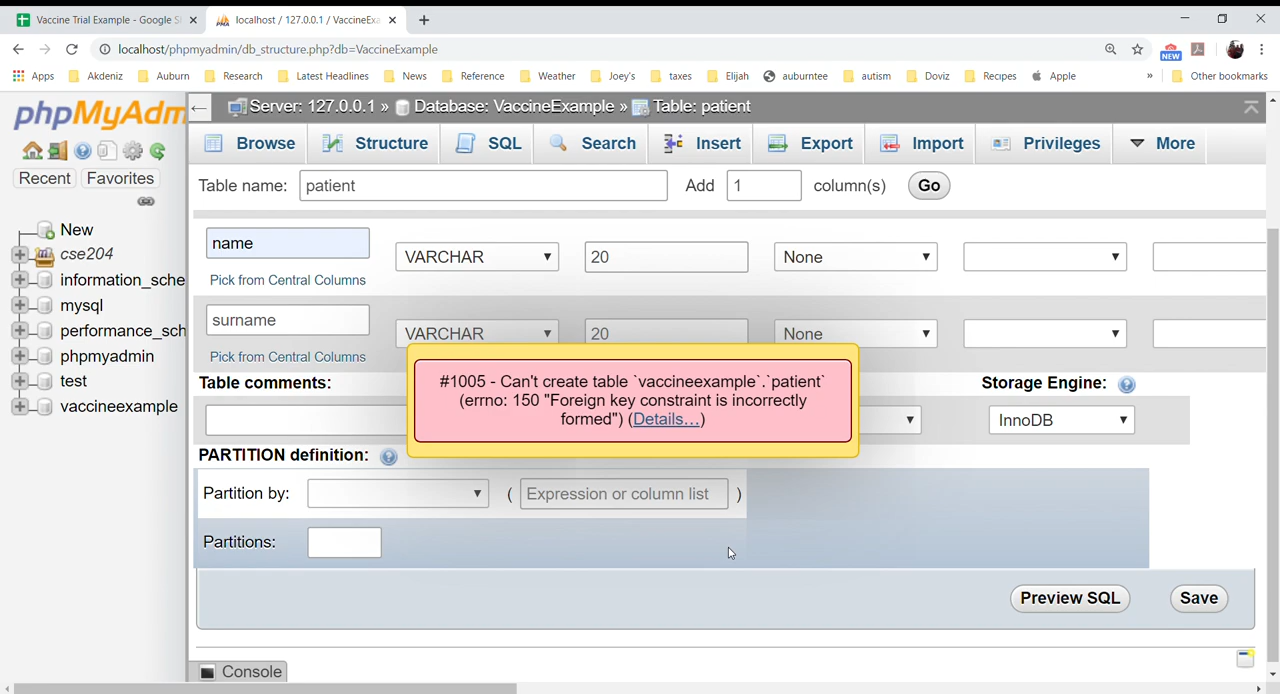 Vaccine Trial Example - Google S
localhost / 127.0.0.1 / VaccineExa
localhost/phpmyadmin/db_structure.php?db=VaccineExample
NEW
Apps Akdeniz Auburn Research Latest Headlines News Reference Weather Joey's taxes Elijah auburntee autism Doviz Recipes Apple » Other bookmarks
phpMyAdm
Server: 127.0.0.1 » Database: VaccineExample » Table: patient
Browse Structure SQL Search Insert Export Import Privileges More
Recent Favorites
Table name: patient Add 1 column(s) Go
New
cse204
information_sche
mysql
performance_sch
phpmyadmin
test
vaccineexample
name VARCHAR 20 None
Pick from Central Columns
surname VARCHAR 20 None
Pick from Central Columns
Table comments: Storage Engine:
InnoDB
#1005 - Can't create table `vaccineexample`.`patient`
(errno: 150 "Foreign key constraint is incorrectly
formed") (Details…)
PARTITION definition:
Partition by: ( Expression or column list )
Partitions:
Preview SQL Save
Console